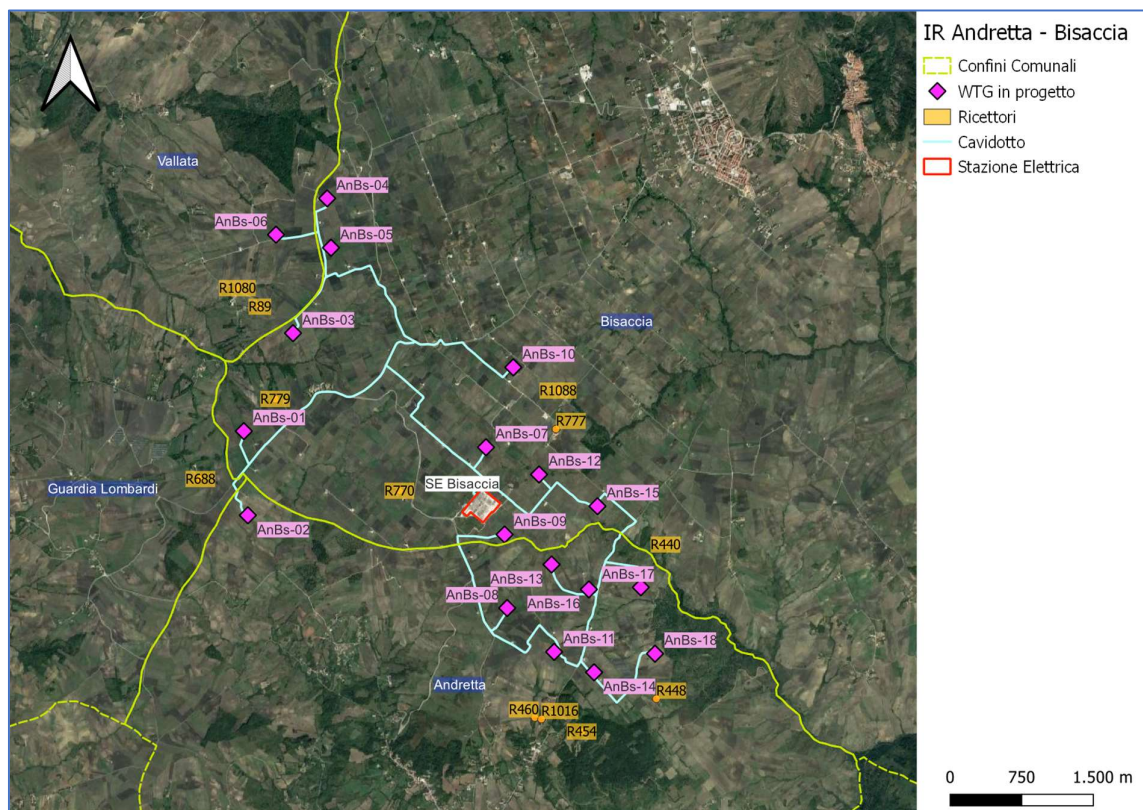 IR Andretta - Bisaccia
Confini Comunali
WTG in progetto
Ricettori
Cavidotto
Stazione Elettrica
Vallata
AnBs-04
AnBs-06
AnBs-05
R1080
R89
AnBs-03
Bisaccia
AnBs-10
R1088
R779
AnBs-01
R777
AnBs-07
AnBs-12
R688
SE Bisaccia
Guardia Lombardi
R770
AnBs-15
AnBs-02
AnBs-09
R440
AnBs-13
AnBs-17
AnBs-08
AnBs-16
AnBs-11
AnBs-18
Andretta
AnBs-14
R448
R460
R1016
R454
0 750 1.500 m